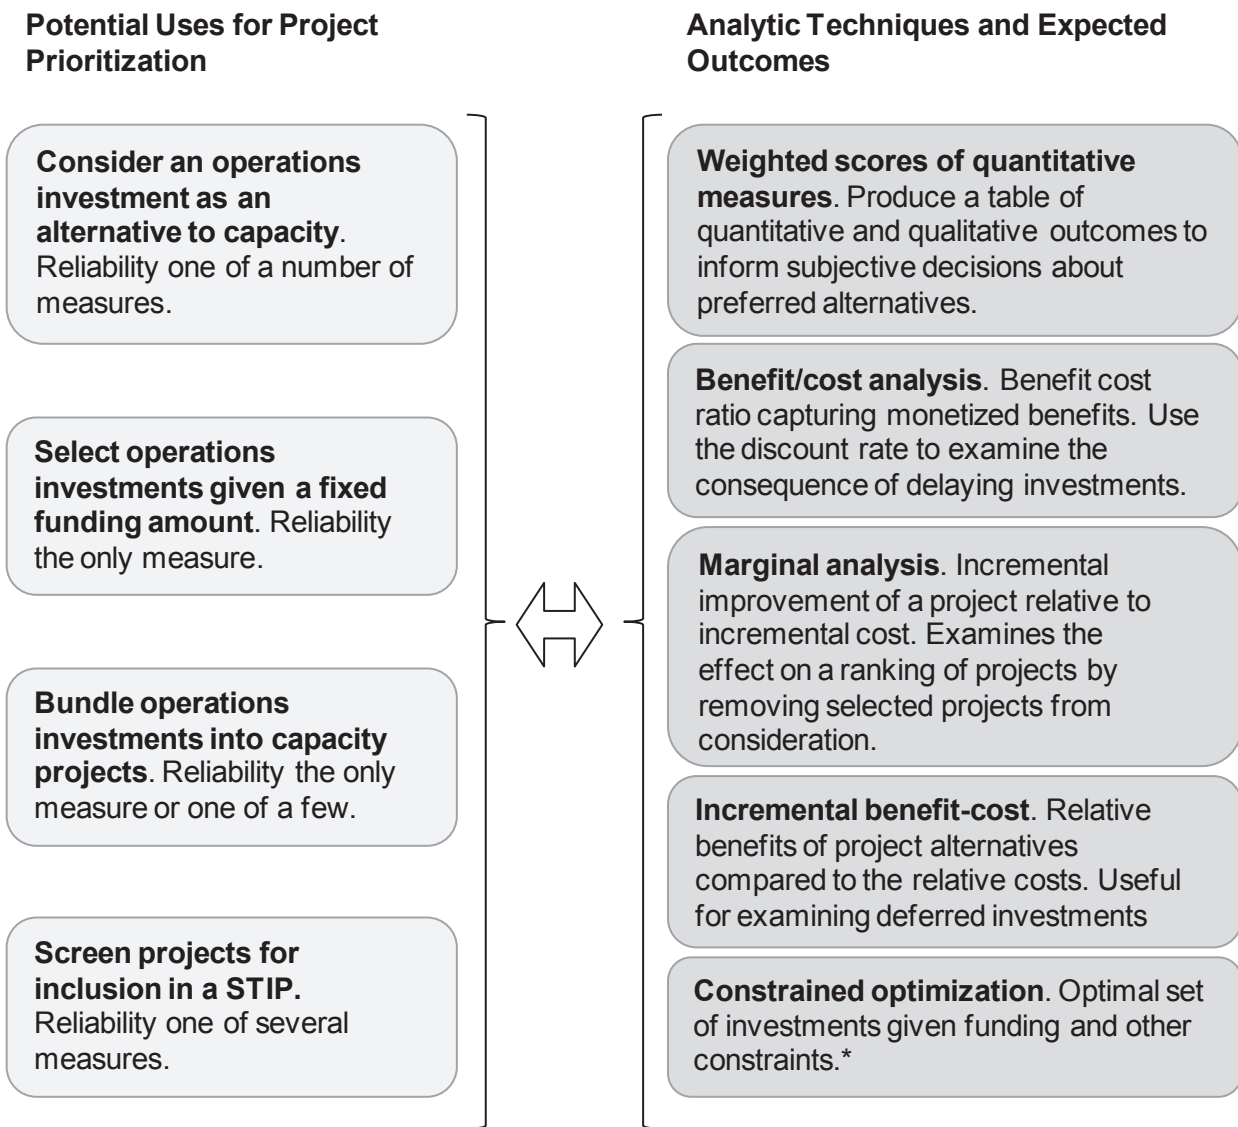 Potential Uses for Project
Prioritization
Consider an operations
investment as an
alternative to capacity.
Reliability one of a number of
measures.
Select operations
investments given a fixed
funding amount. Reliability
the only measure.
Bundle operations
investments into capacity
projects. Reliability the only
measure or one of a few.
Screen projects for
inclusion in a STIP.
Reliability one of several
measures.
Analytic Techniques and Expected
Outcomes
Weighted scores of quantitative
measures. Produce a table of
quantitative and qualitative outcomes to
inform subjective decisions about
preferred alternatives.
Benefit/cost analysis. Benefit cost
ratio capturing monetized benefits. Use
the discount rate to examine the
consequence of delaying investments.
Marginal analysis. Incremental
improvement of a project relative to
incremental cost. Examines the
effect on a ranking of projects by
removing selected projects from
consideration.
Incremental benefit-cost. Relative
benefits of project alternatives
compared to the relative costs. Useful
for examining deferred investments
Constrained optimization. Optimal set
of investments given funding and other
constraints.*